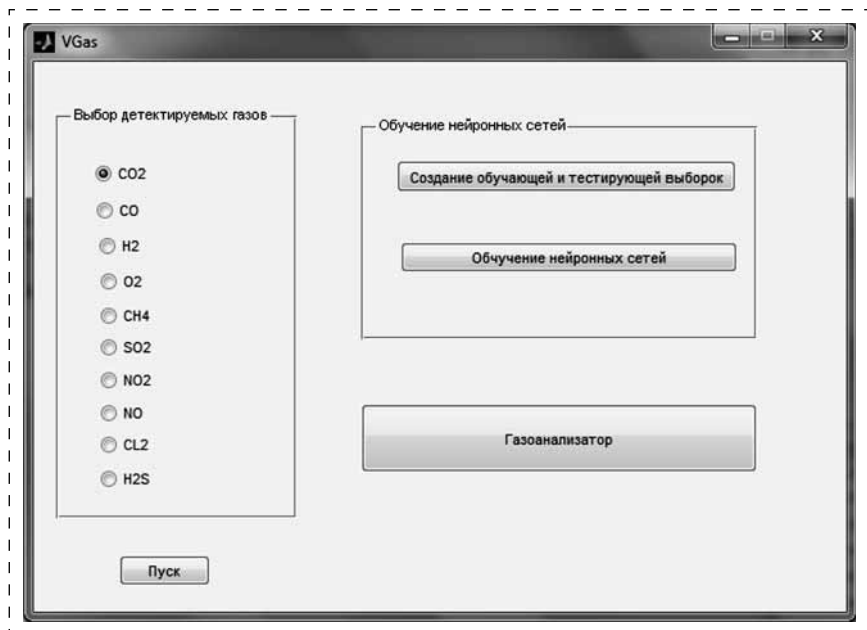 VGas
Выбор детектируемых газов
CO2
CO
H2
O2
CH4
SO2
NO2
NO
CL2
H2S
Пуск
Обучение нейронных сетей
Создание обучающей и тестирующей выборок
Обчучение нейронных сетей
Газоанализатор